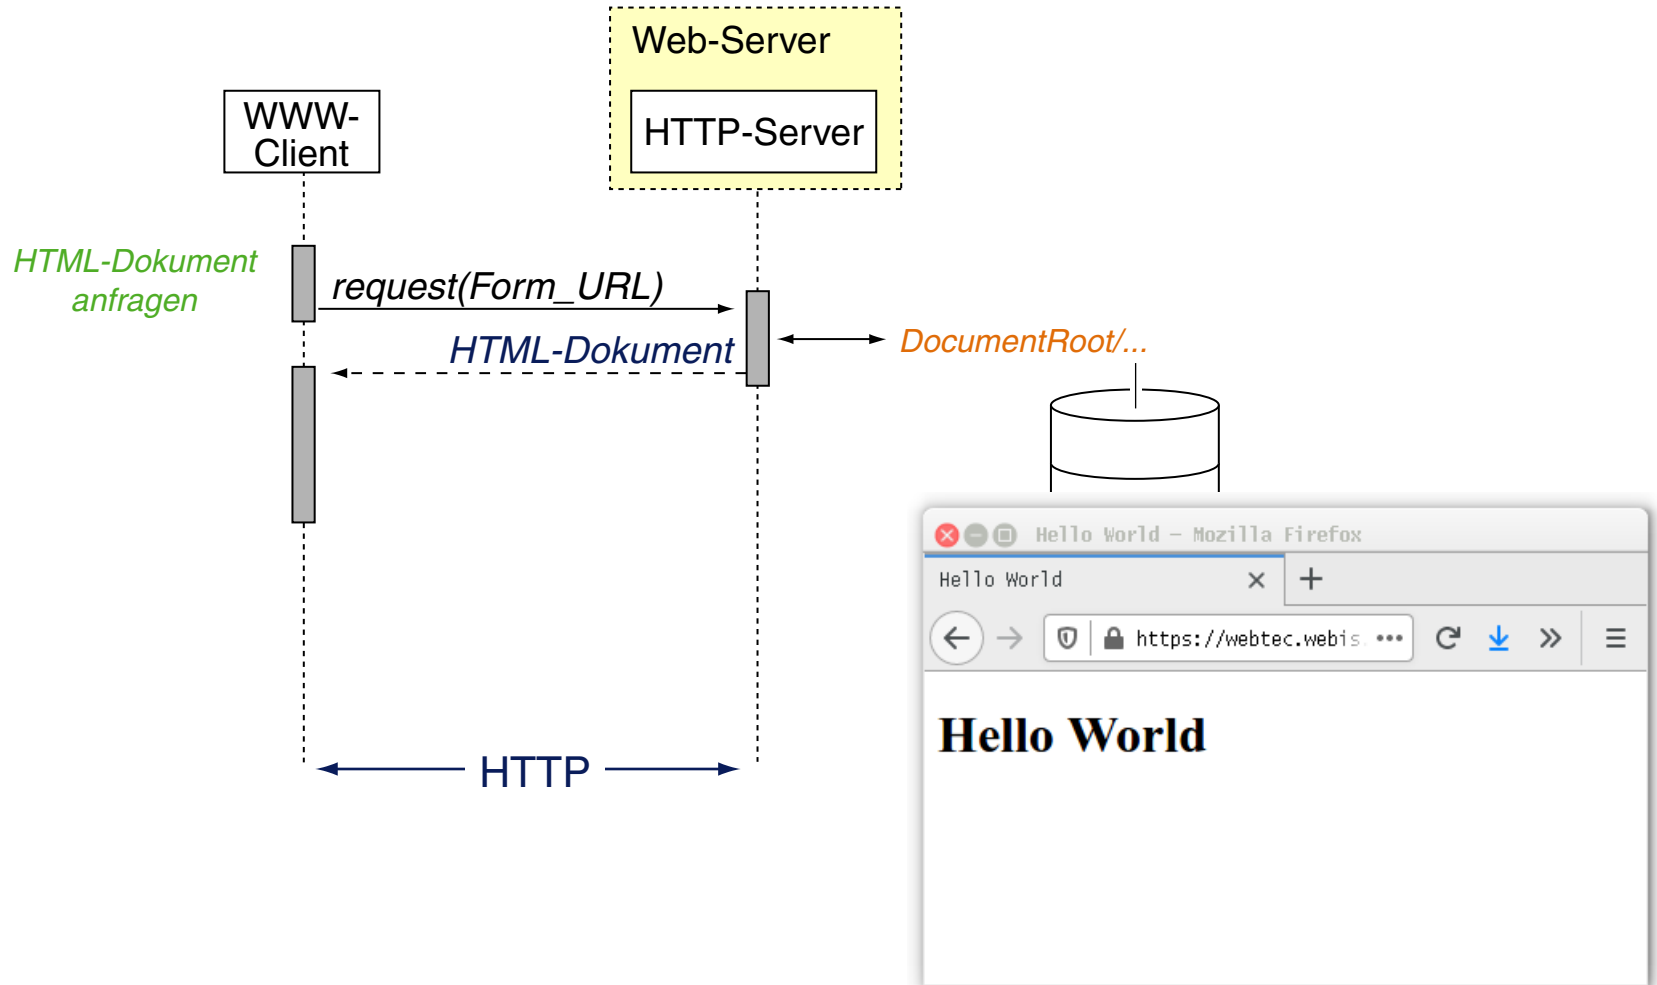 Web-Server
WWW-
Client
HTTP-Server
HTML-Dokument
anfragen
request(Form_URL)
HTML-Dokument
DocumentRoot/...
Hello World – Mozilla Firefox
Hello World
https://webtec.webis.
Hello World
HTTP